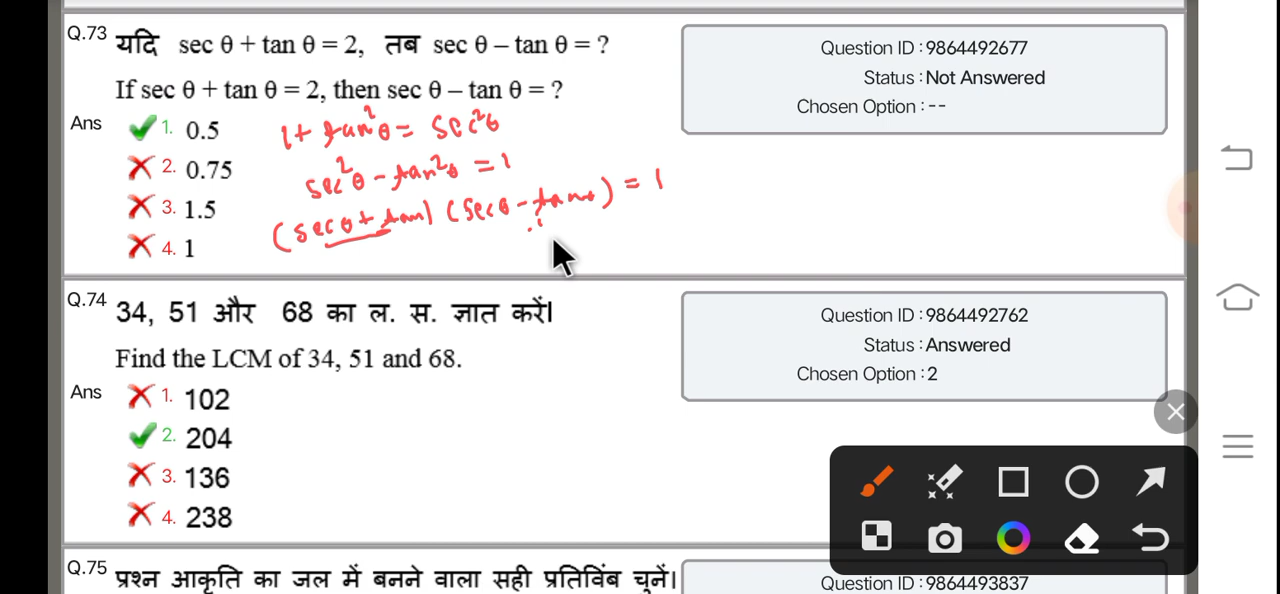 Q.73
यदि sec θ + tan θ = 2, तब sec θ – tan θ = ?
If sec θ + tan θ = 2, then sec θ – tan θ = ?
Question ID : 9864492677
Status : Not Answered
Chosen Option : --
Ans
1. 0.5
2. 0.75
3. 1.5
4. 1
1+ tan²θ = sec²θ
sec²θ - tan²θ = 1
(secθ + tan) (secθ - tanθ) = 1
Q.74
34, 51 और 68 का ल. स. ज्ञात करें।
Find the LCM of 34, 51 and 68.
Question ID : 9864492762
Status : Answered
Chosen Option : 2
Ans
1. 102
2. 204
3. 136
4. 238
Q.75
प्रश्न आकृति का जल में बनने वाला सही प्रतिविंब चुनें।
Question ID : 9864493837